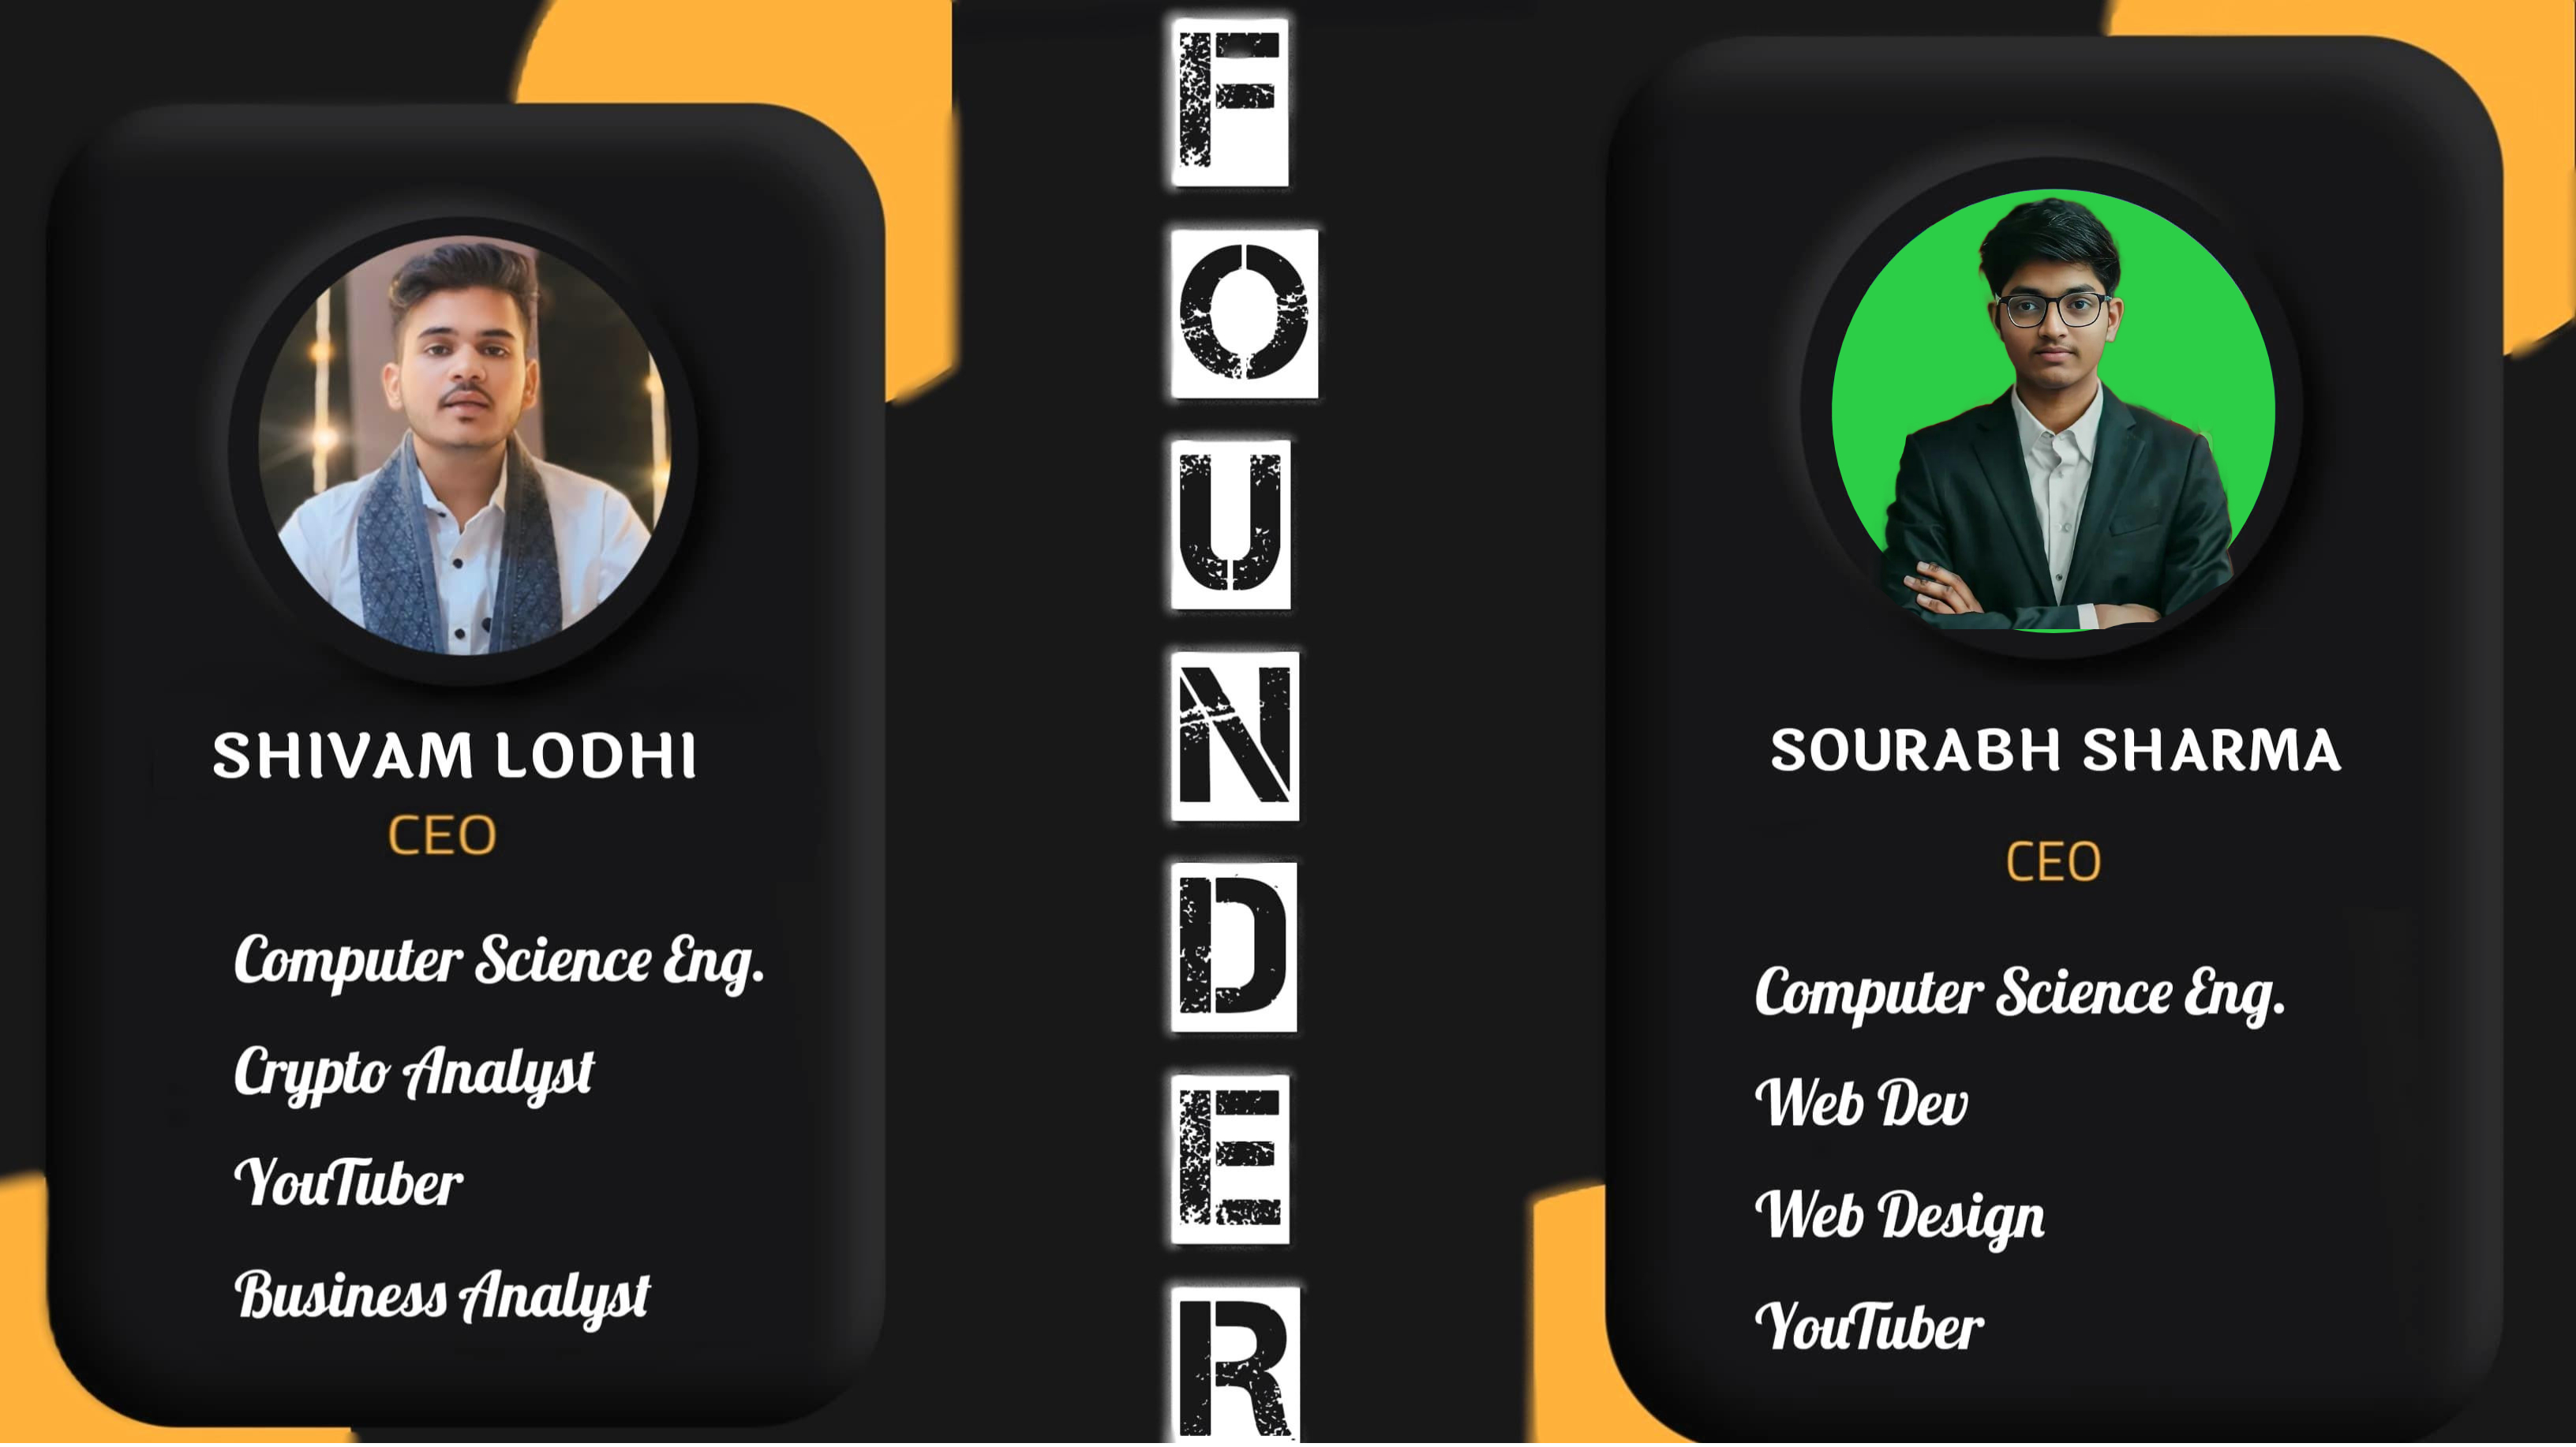 SHIVAM LODHI
CEO
Computer Science Eng.
Crypto Analyst
YouTuber
Business Analyst
FOUNDER
SOURABH SHARMA
CEO
Computer Science Eng.
Web Dev
Web Design
YouTuber